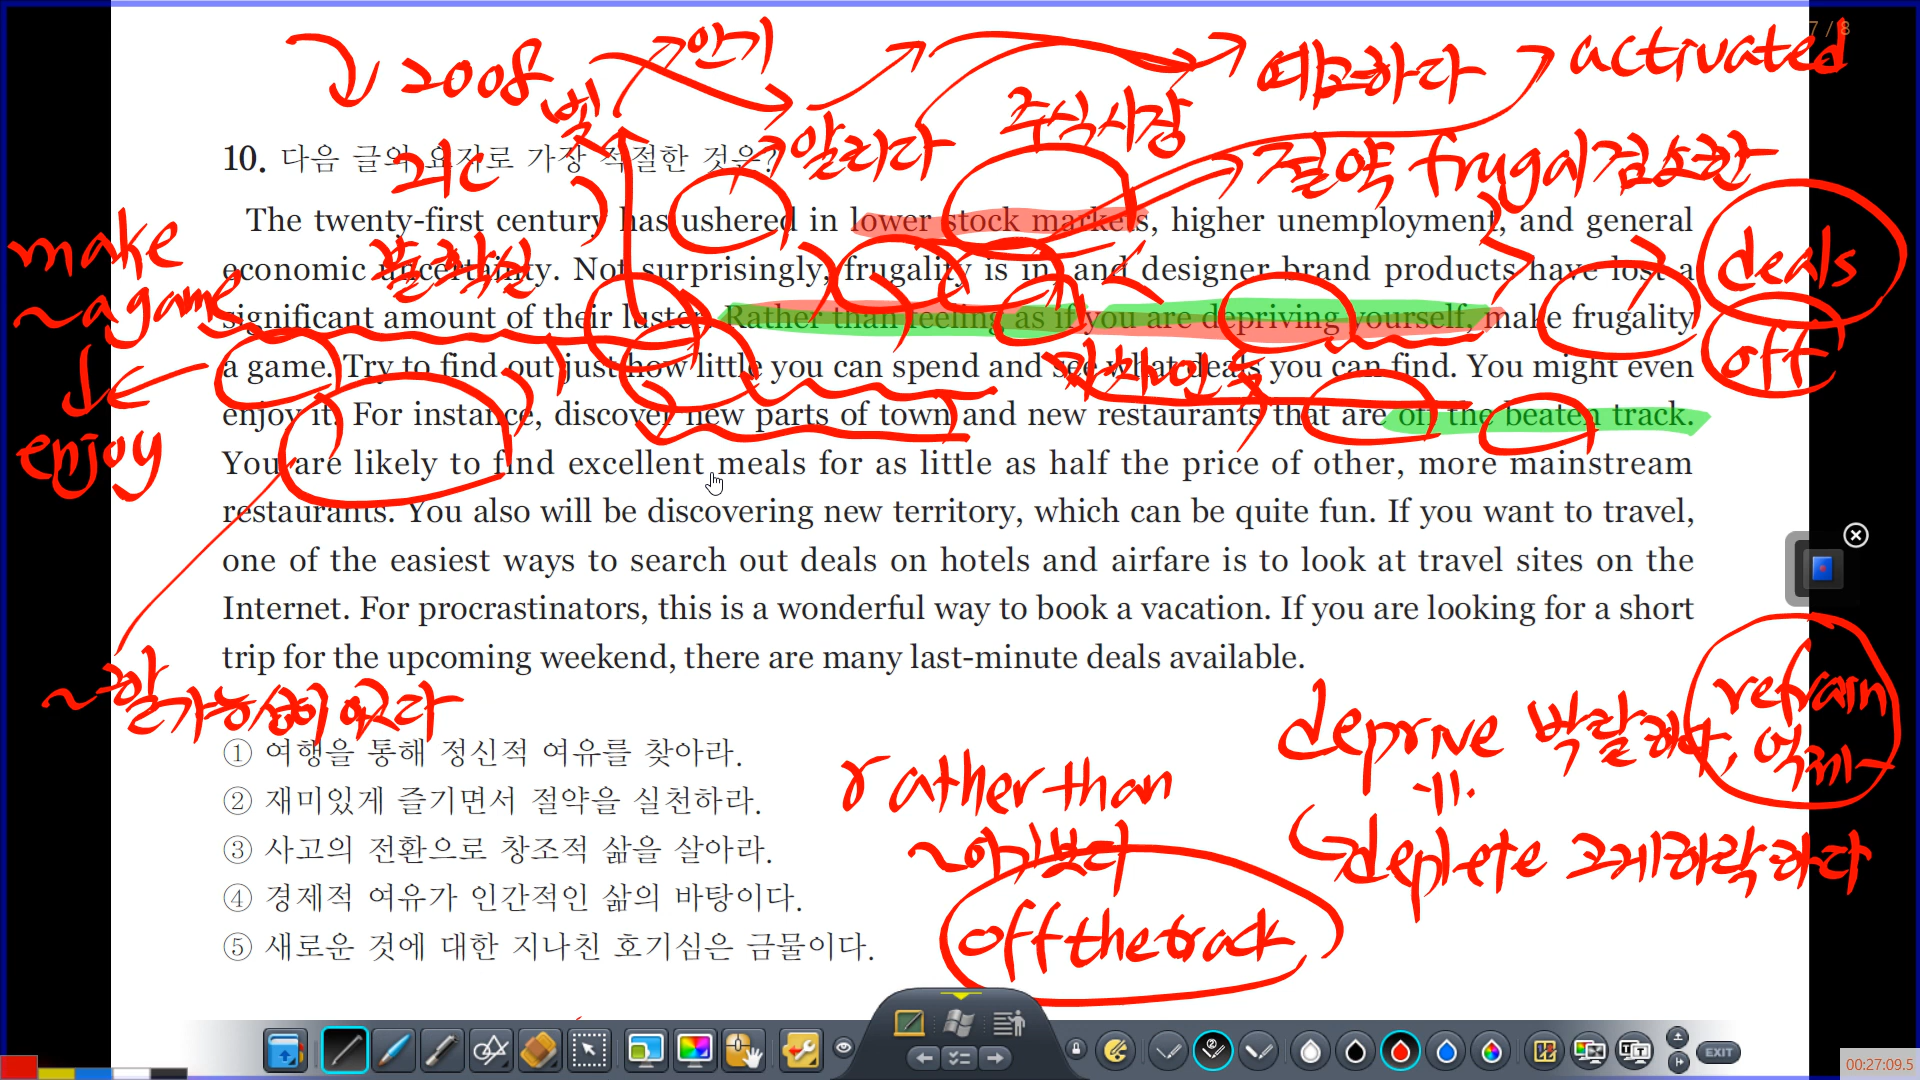 7 / 8
2008 빛 인기 activated
예고하다
주식시장
알리다
절약 frugal 검소한
10. 다음 글의 요지로 가장 적절한 것은?
The twenty-first century has ushered in lower stock markets, higher unemployment, and general
economic uncertainty. Not surprisingly, frugality is in, and designer brand products have lost a
significant amount of their luster. Rather than feeling as if you are depriving yourself, make frugality
a game. Try to find out just how little you can spend and see what deals you can find. You might even
enjoy it. For instance, discover new parts of town and new restaurants that are off the beaten track.
You are likely to find excellent meals for as little as half the price of other, more mainstream
restaurants. You also will be discovering new territory, which can be quite fun. If you want to travel,
one of the easiest ways to search out deals on hotels and airfare is to look at travel sites on the
Internet. For procrastinators, this is a wonderful way to book a vacation. If you are looking for a short
trip for the upcoming weekend, there are many last-minute deals available.
make
~a game
enjoy
불확실
deals
off
~할
가능성이 있다
① 여행을 통해 정신적 여유를 찾아라.
② 재미있게 즐기면서 절약을 실천하라.
③ 사고의 전환으로 창조적 삶을 살아라.
④ 경제적 여유가 인간적인 삶의 바탕이다.
⑤ 새로운 것에 대한 지나친 호기심은 금물이다.
rather than
~하기보다
off the track
deprive 박탈하다,
refrain
억제~
deplete
EXIT
00:27:09.5